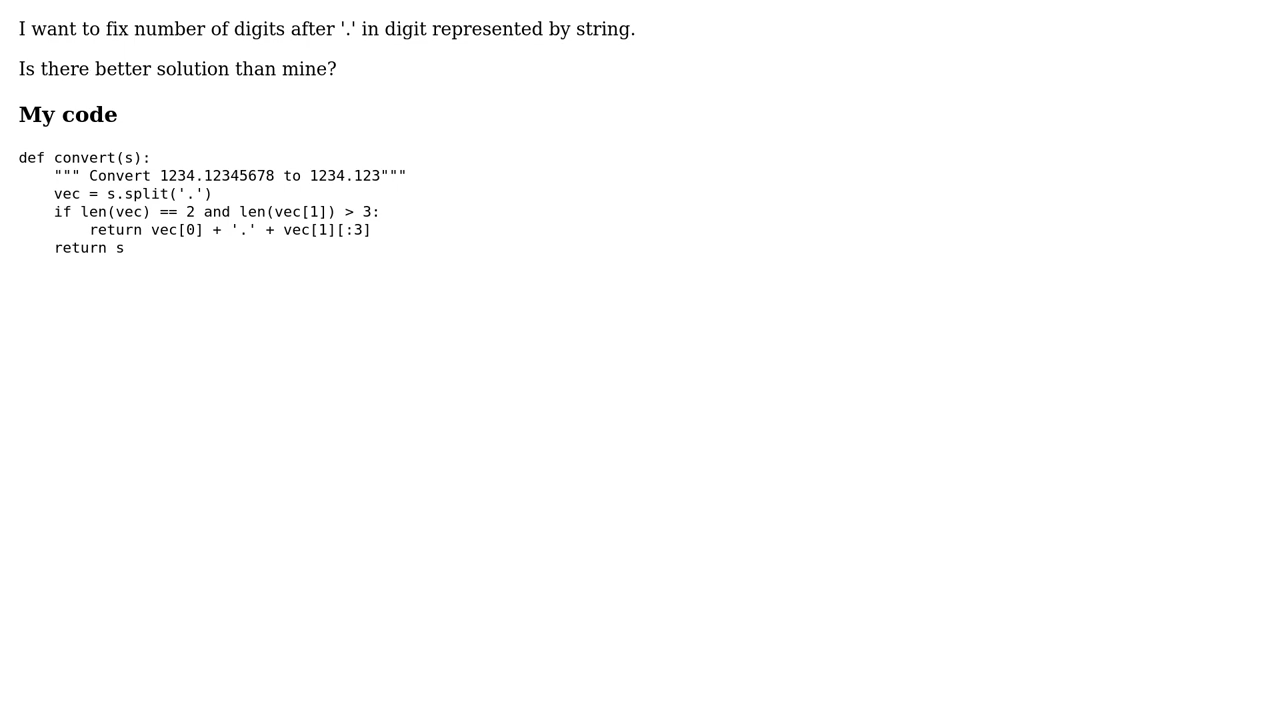 I want to fix number of digits after '.' in digit represented by string.
Is there better solution than mine?
My code
def convert(s):
    """ Convert 1234.12345678 to 1234.123"""
    vec = s.split('.')
    if len(vec) == 2 and len(vec[1]) > 3:
        return vec[0] + '.' + vec[1][:3]
    return s